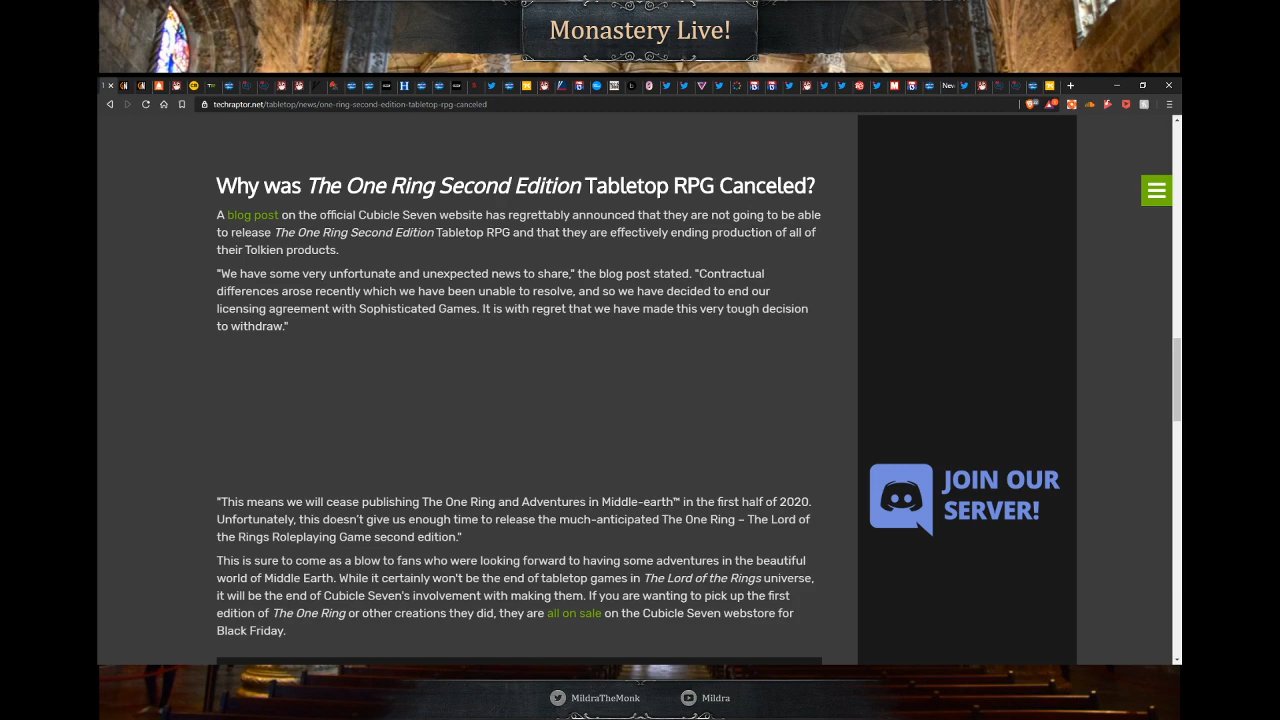 Monastery Live!
techraptor.net/tabletop/news/one-ring-second-edition-tabletop-rpg-canceled
Why was The One Ring Second Edition Tabletop RPG Canceled?
A blog post on the official Cubicle Seven website has regrettably announced that they are not going to be able
to release The One Ring Second Edition Tabletop RPG and that they are effectively ending production of all of
their Tolkien products.
"We have some very unfortunate and unexpected news to share," the blog post stated. "Contractual
differences arose recently which we have been unable to resolve, and so we have decided to end our
licensing agreement with Sophisticated Games. It is with regret that we have made this very tough decision
to withdraw."
JOIN OUR
SERVER!
"This means we will cease publishing The One Ring and Adventures in Middle-earth™ in the first half of 2020.
Unfortunately, this doesn't give us enough time to release the much-anticipated The One Ring – The Lord of
the Rings Roleplaying Game second edition."
This is sure to come as a blow to fans who were looking forward to having some adventures in the beautiful
world of Middle Earth. While it certainly won't be the end of tabletop games in The Lord of the Rings universe,
it will be the end of Cubicle Seven's involvement with making them. If you are wanting to pick up the first
edition of The One Ring or other creations they did, they are all on sale on the Cubicle Seven webstore for
Black Friday.
MildraTheMonk
Mildra